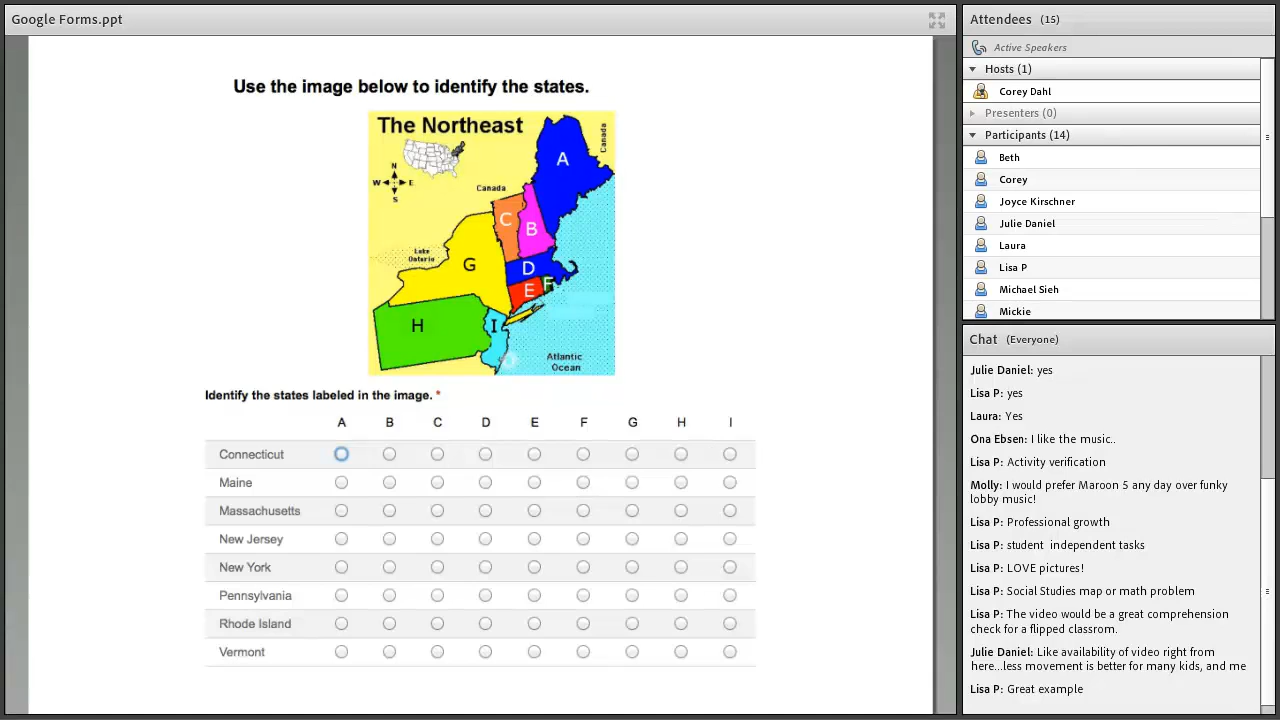 Google Forms.ppt
Use the image below to identify the states.
The Northeast
Canada
A
N
W E
S
Canada
C
B
Lake
Ontario
G
D
F
E
H
I
Atlantic
Ocean
Identify the states labeled in the image. *
A B C D E F G H I
Connecticut
Maine
Massachusetts
New Jersey
New York
Pennsylvania
Rhode Island
Vermont
Attendees (15)
Active Speakers
Hosts (1)
Corey Dahl
Presenters (0)
Participants (14)
Beth
Corey
Joyce Kirschner
Julie Daniel
Laura
Lisa P
Michael Sieh
Mickie
Chat (Everyone)
Julie Daniel: yes
Lisa P: yes
Laura: Yes
Ona Ebsen: I like the music..
Lisa P: Activity verification
Molly: I would prefer Maroon 5 any day over funky
lobby music!
Lisa P: Professional growth
Lisa P: student independent tasks
Lisa P: LOVE pictures!
Lisa P: Social Studies map or math problem
Lisa P: The video would be a great comprehension
check for a flipped classrom.
Julie Daniel: Like availability of video right from
here...less movement is better for many kids, and me
Lisa P: Great example